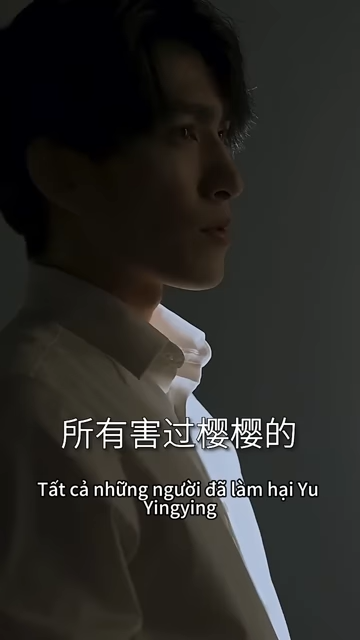 所有害过樱樱的
Tất cả những người đã làm hại Yu
Yingying